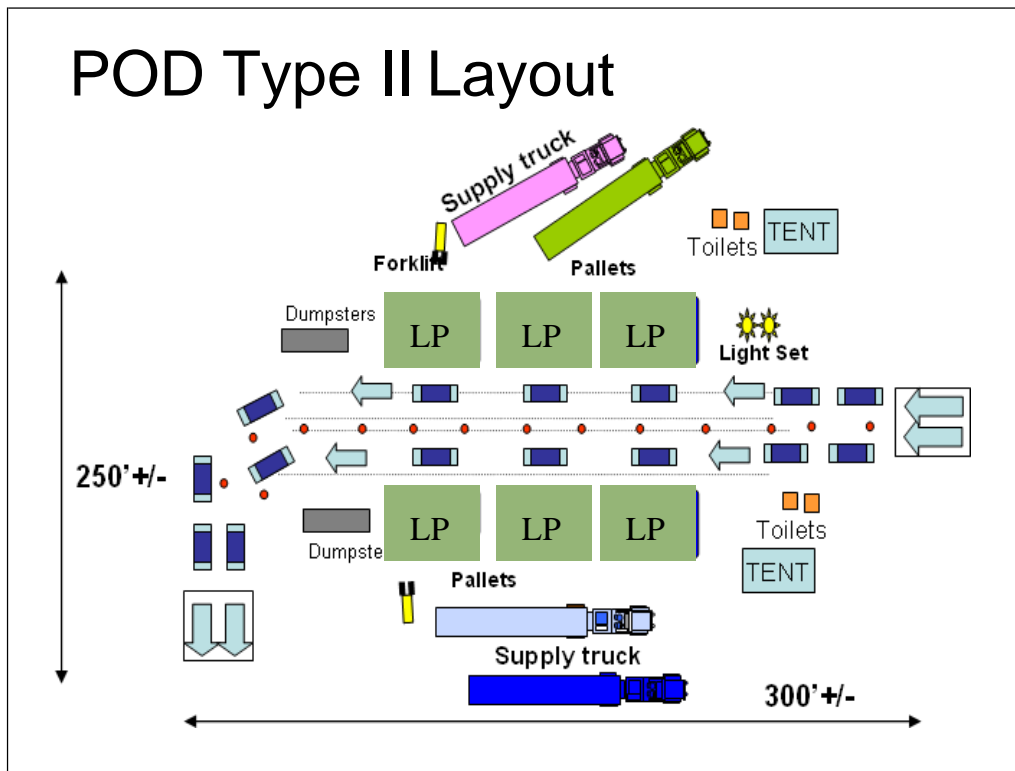 POD Type II Layout
Supply truck
Toilets
TENT
Forklift
Pallets
Dumpsters
LP
LP
LP
Light Set
250'+/-
LP
LP
LP
Dumpste
Toilets
TENT
Pallets
Supply truck
300'+/-